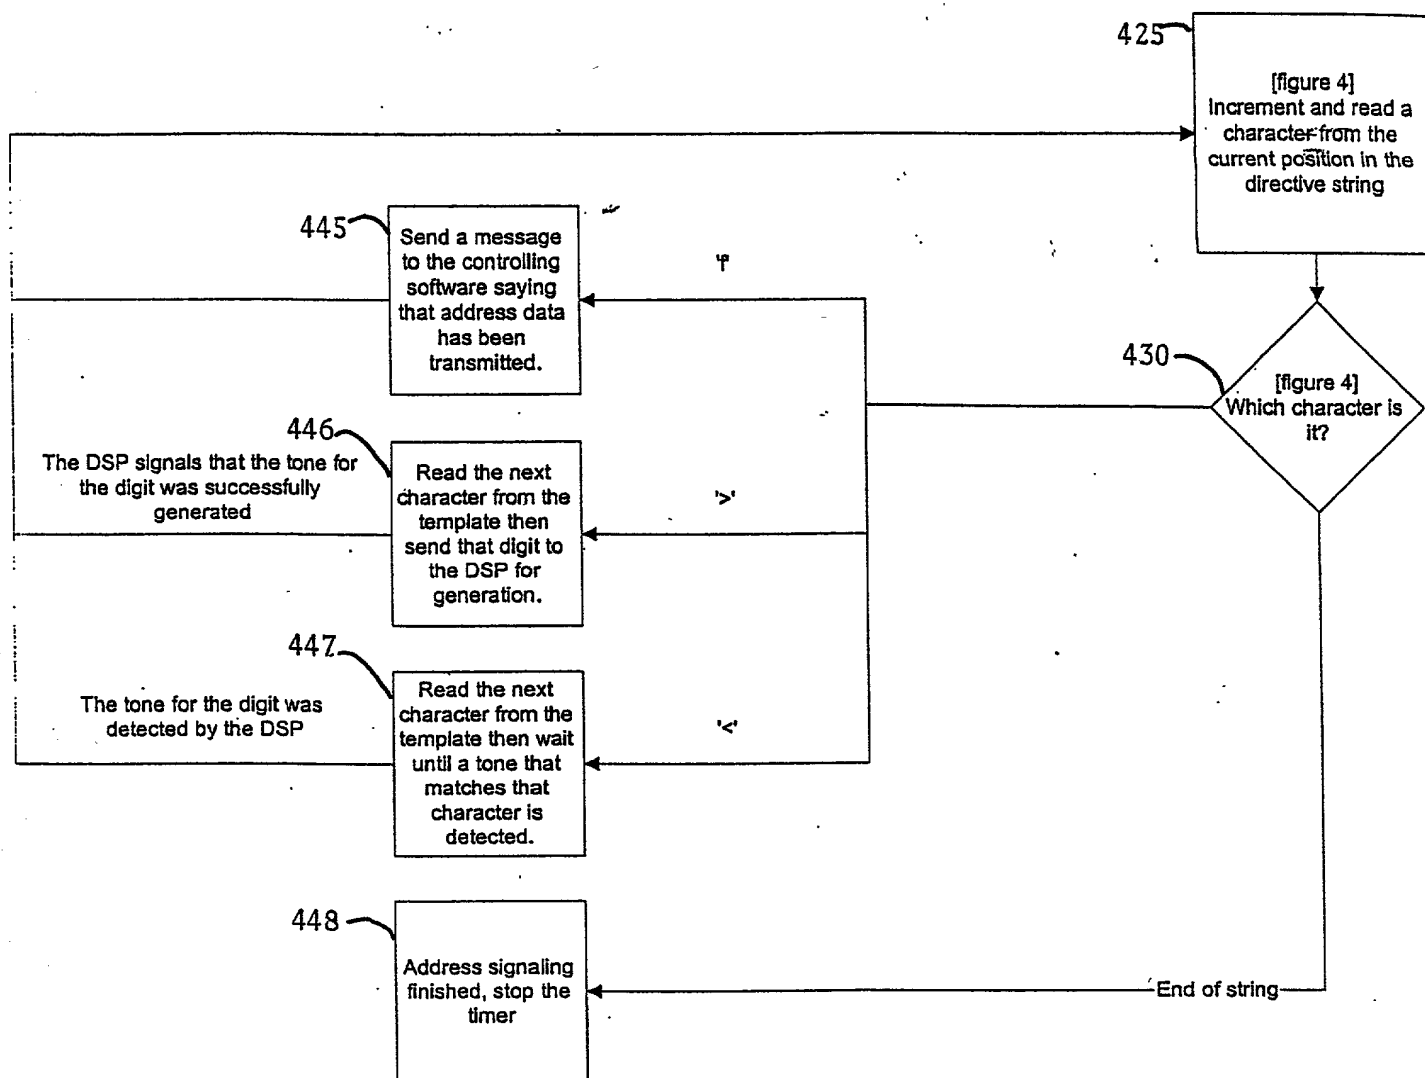 425
[figure 4]
Increment and read a
character from the
current position in the
directive string
445
Send a message
to the controlling
software saying
that address data
has been
transmitted.
430
[figure 4]
Which character is
it?
446
The DSP signals that the tone for
the digit was successfully
generated
Read the next
character from the
template then
send that digit to
the DSP for
generation.
'>'
447
The tone for the digit was
detected by the DSP
Read the next
character from the
template then wait
until a tone that
matches that
character is
detected.
'<'
448
Address signaling
finished, stop the
timer
End of string